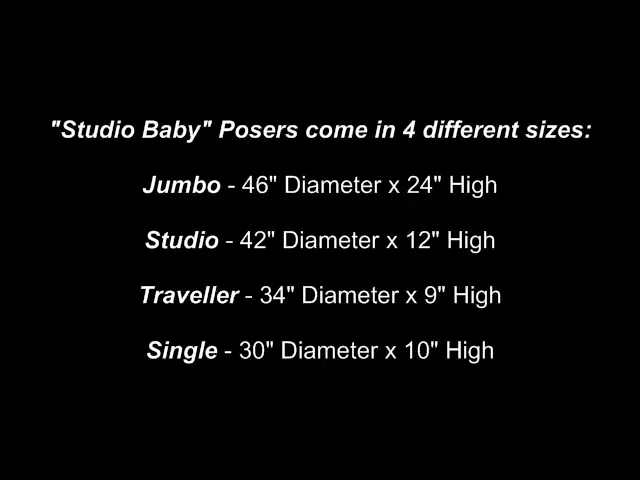 "Studio Baby" Posers come in 4 different sizes:
Jumbo - 46" Diameter x 24" High
Studio - 42" Diameter x 12" High
Traveller - 34" Diameter x 9" High
Single - 30" Diameter x 10" High